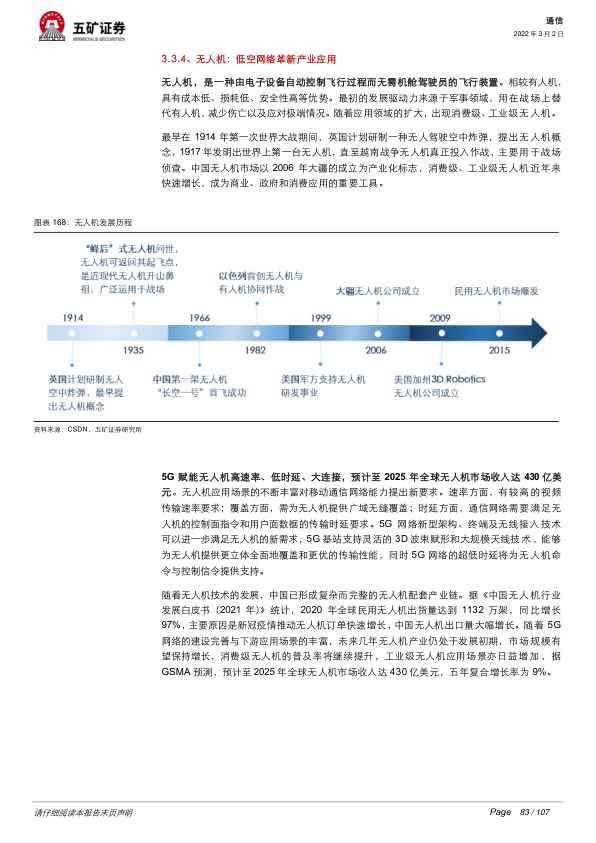 五矿证券
MINMETALS SECURITIES
通信
2022 年 3 月 2 日
3.3.4、无人机：低空网络革新产业应用
无人机，是一种由电子设备自动控制飞行过程而无需机舱驾驶员的飞行装置。相较有人机，
具有成本低、损耗低、安全性高等优势。最初的发展驱动力来源于军事领域，用在战场上替
代有人机，减少伤亡以及应对极端情况。随着应用领域的扩大，出现消费级、工业级无人机。
最早在 1914 年第一次世界大战期间，英国计划研制一种无人驾驶空中炸弹，提出无人机概
念，1917 年发明出世界上第一台无人机，直至越南战争无人机真正投入作战，主要用于战场
侦查。中国无人机市场以 2006 年大疆的成立为产业化标志，消费级、工业级无人机近年来
快速增长，成为商业、政府和消费应用的重要工具。
图表 168：无人机发展历程
“蜂后”式无人机问世，
无人机可返回其起飞点，
是近现代无人机开山鼻
祖，广泛运用于战场
以色列首创无人机与
有人机协同作战
大疆无人机公司成立
民用无人机市场爆发
1914
1966
1999
2009
1935
1982
2006
2015
英国计划研制无人
空中炸弹，最早提
出无人机概念
中国第一架无人机
“长空一号”首飞成功
美国军方支持无人机
研发事业
美国加州3D Robotics
无人机公司成立
资料来源：CSDN，五矿证券研究所
5G 赋能无人机高速率、低时延、大连接，预计至 2025 年全球无人机市场收入达 430 亿美
元。无人机应用场景的不断丰富对移动通信网络能力提出新要求。速率方面，有较高的视频
传输速率要求；覆盖方面，需为无人机提供广域无缝覆盖；时延方面，通信网络需要满足无
人机的控制面指令和用户面数据的传输时延要求。5G 网络新型架构、终端及无线接入技术
可以进一步满足无人机的新需求，5G 基站支持灵活的 3D 波束赋形和大规模天线技术，能够
为无人机提供更立体全面地覆盖和更优的传输性能，同时 5G 网络的超低时延将为无人机命
令与控制信令提供支持。
随着无人机技术的发展，中国已形成复杂而完整的无人机配套产业链。据《中国无人机行业
发展白皮书（2021 年）》统计，2020 年全球民用无人机出货量达到 1132 万架，同比增长
97%，主要原因是新冠疫情推动无人机订单快速增长，中国无人机出口量大幅增长。随着 5G
网络的建设完善与下游应用场景的丰富，未来几年无人机产业仍处于发展初期，市场规模有
望保持增长，消费级无人机的普及率将继续提升，工业级无人机应用场景亦日益增加，据
GSMA 预测，预计至 2025 年全球无人机市场收入达 430 亿美元，五年复合增长率为 9%。
请仔细阅读本报告末页声明
Page 83 / 107